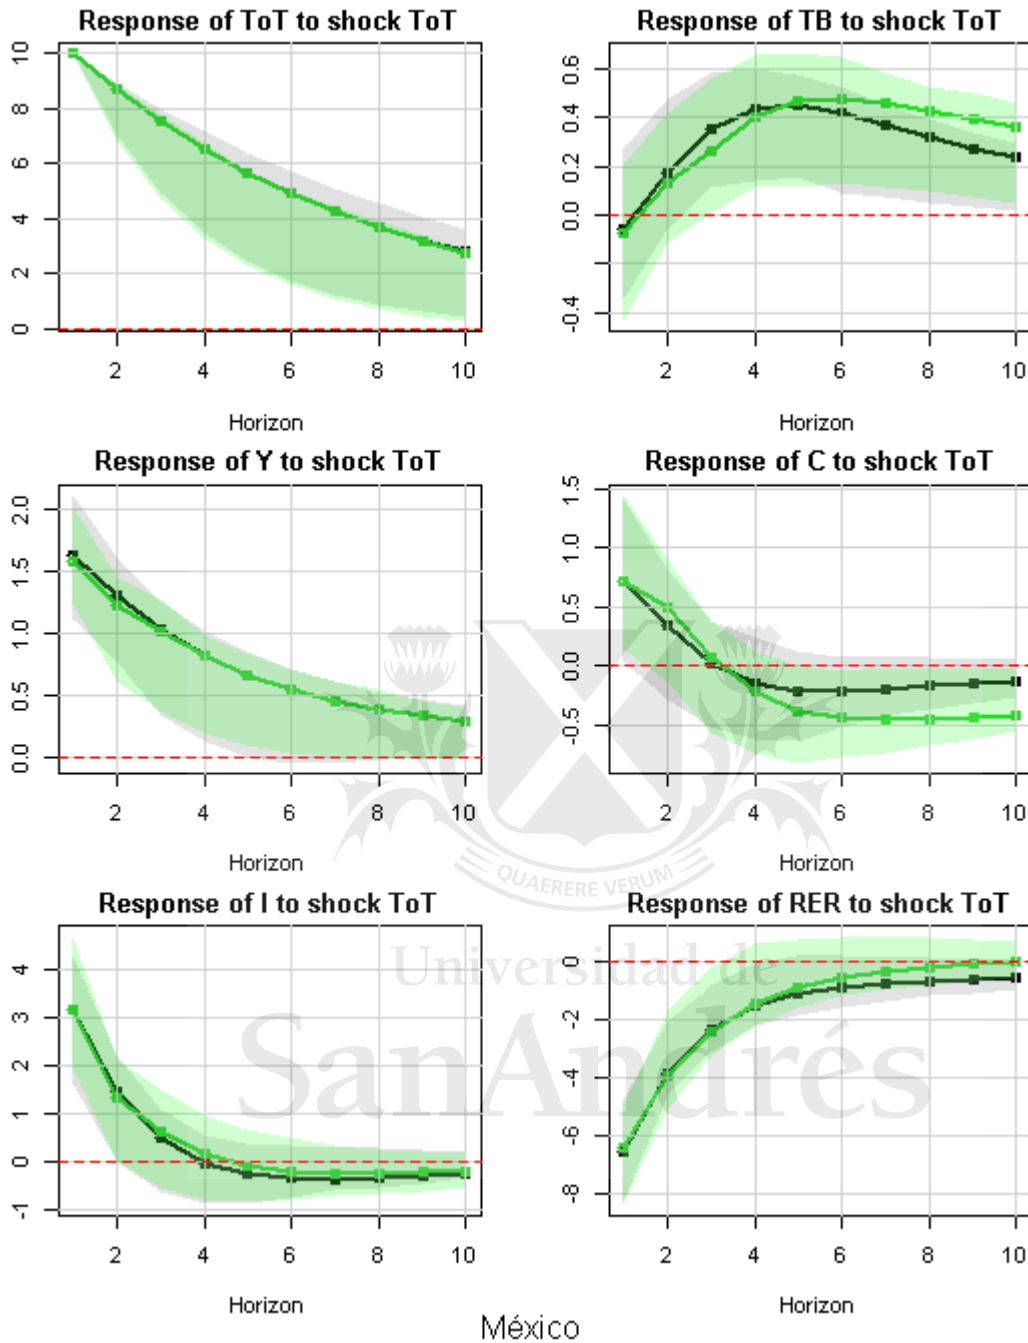 Response of ToT to shock ToT
0 2 4 6 8 10
2 4 6 8 10
Horizon
Response of TB to shock ToT
-0.4 0.0 0.2 0.4 0.6
2 4 6 8 10
Horizon
Response of Y to shock ToT
0.0 0.5 1.0 1.5 2.0
2 4 6 8 10
Horizon
Response of C to shock ToT
-0.5 0.0 0.5 1.0 1.5
2 4 6 8 10
Horizon
QUAERERE VERUM
Response of I to shock ToT
-1 0 1 2 3 4
2 4 6 8 10
Horizon
Response of RER to shock ToT
-8 -6 -4 -2 0
2 4 6 8 10
Horizon
Universidad de
SanAndrés
México